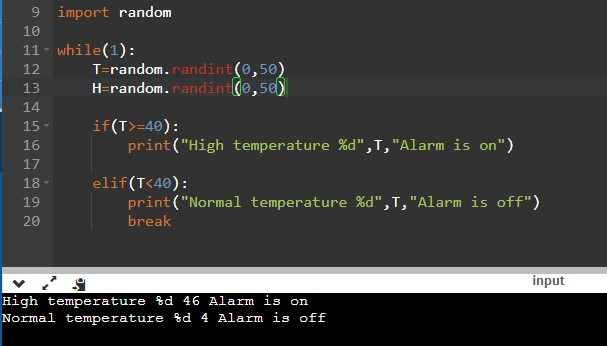 9 import random
10
11 while(1):
12     T=random.randint(0,50)
13     H=random.randint(0,50)
14
15     if(T>=40):
16         print("High temperature %d",T,"Alarm is on")
17
18     elif(T<40):
19         print("Normal temperature %d",T,"Alarm is off")
20         break
input
High temperature %d 46 Alarm is on
Normal temperature %d 4 Alarm is off